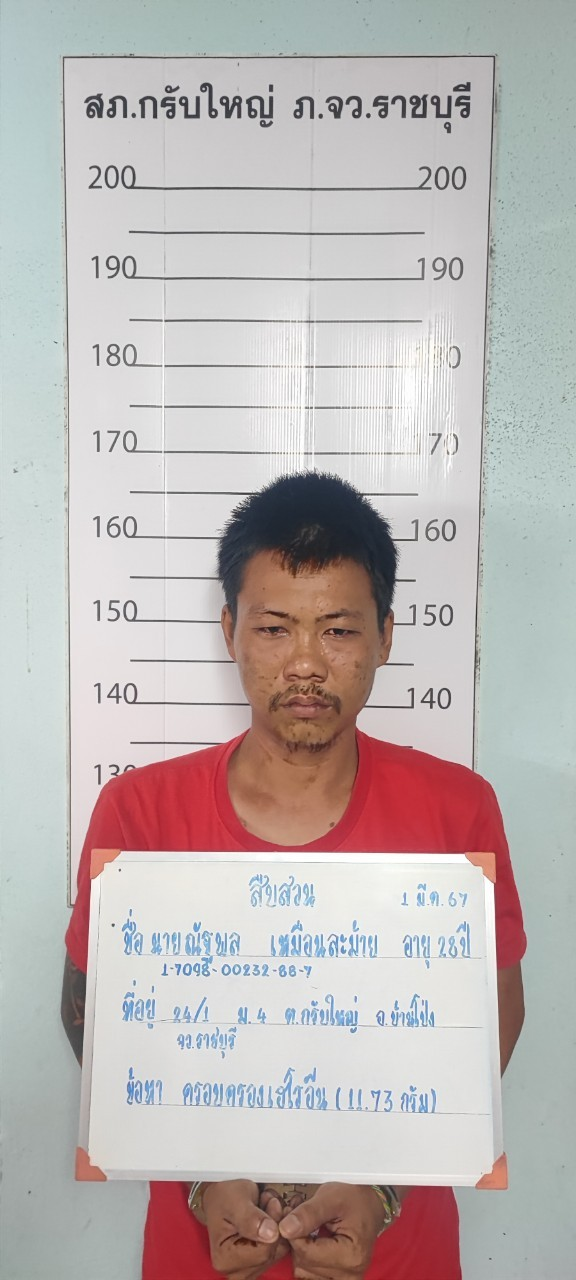 สภ.กรับใหญ่ ภ.จว.ราชบุรี
200 200
190 190
180 180
170 170
160 160
150 150
140 140
130
สืบสวน 1 มี.ค. 67
ชื่อ นายณัฐพล เหมือนละม้าย อายุ 28 ปี
1-7098-00232-88-7
ที่อยู่ 24/1 ม. 4 ต.กรับใหญ่ อ.บ้านโป่ง
จว.ราชบุรี
ข้อหา ครอบครองเฮโรอีน (11.73 กรัม)